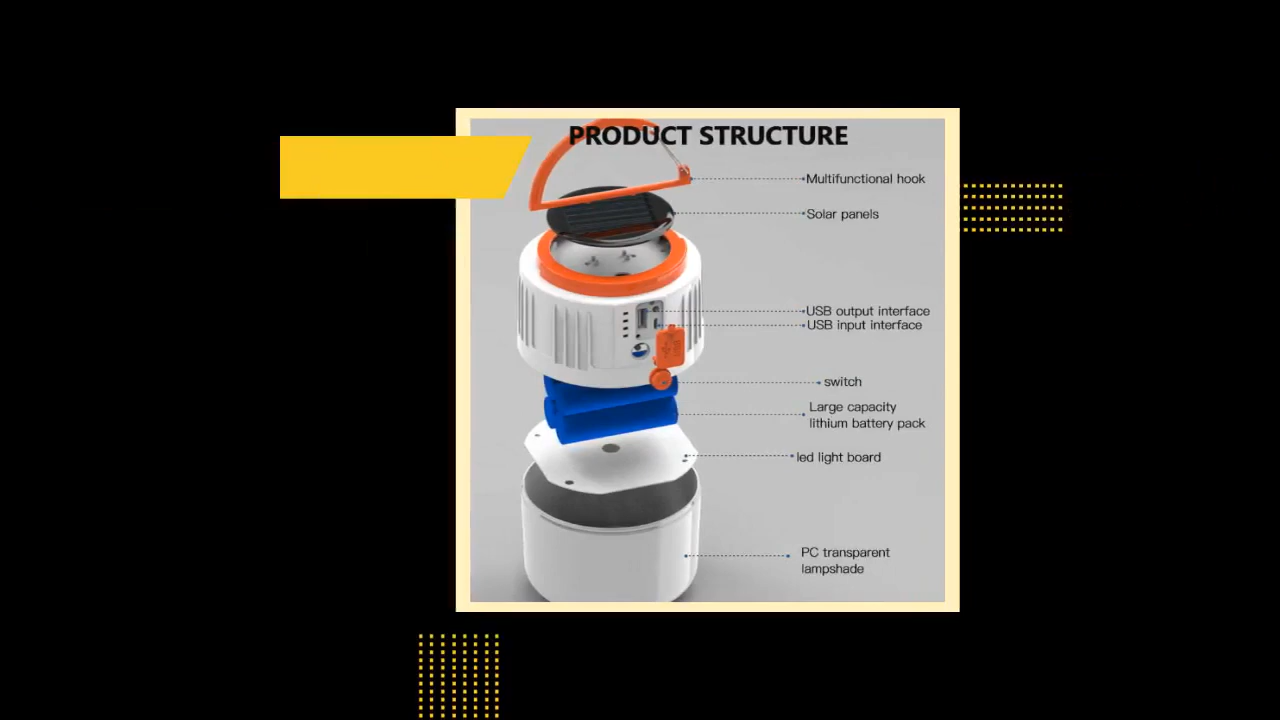 PRODUCT STRUCTURE
Multifunctional hook
Solar panels
USB output interface
USB input interface
switch
Large capacity
lithium battery pack
led light board
PC transparent
lampshade